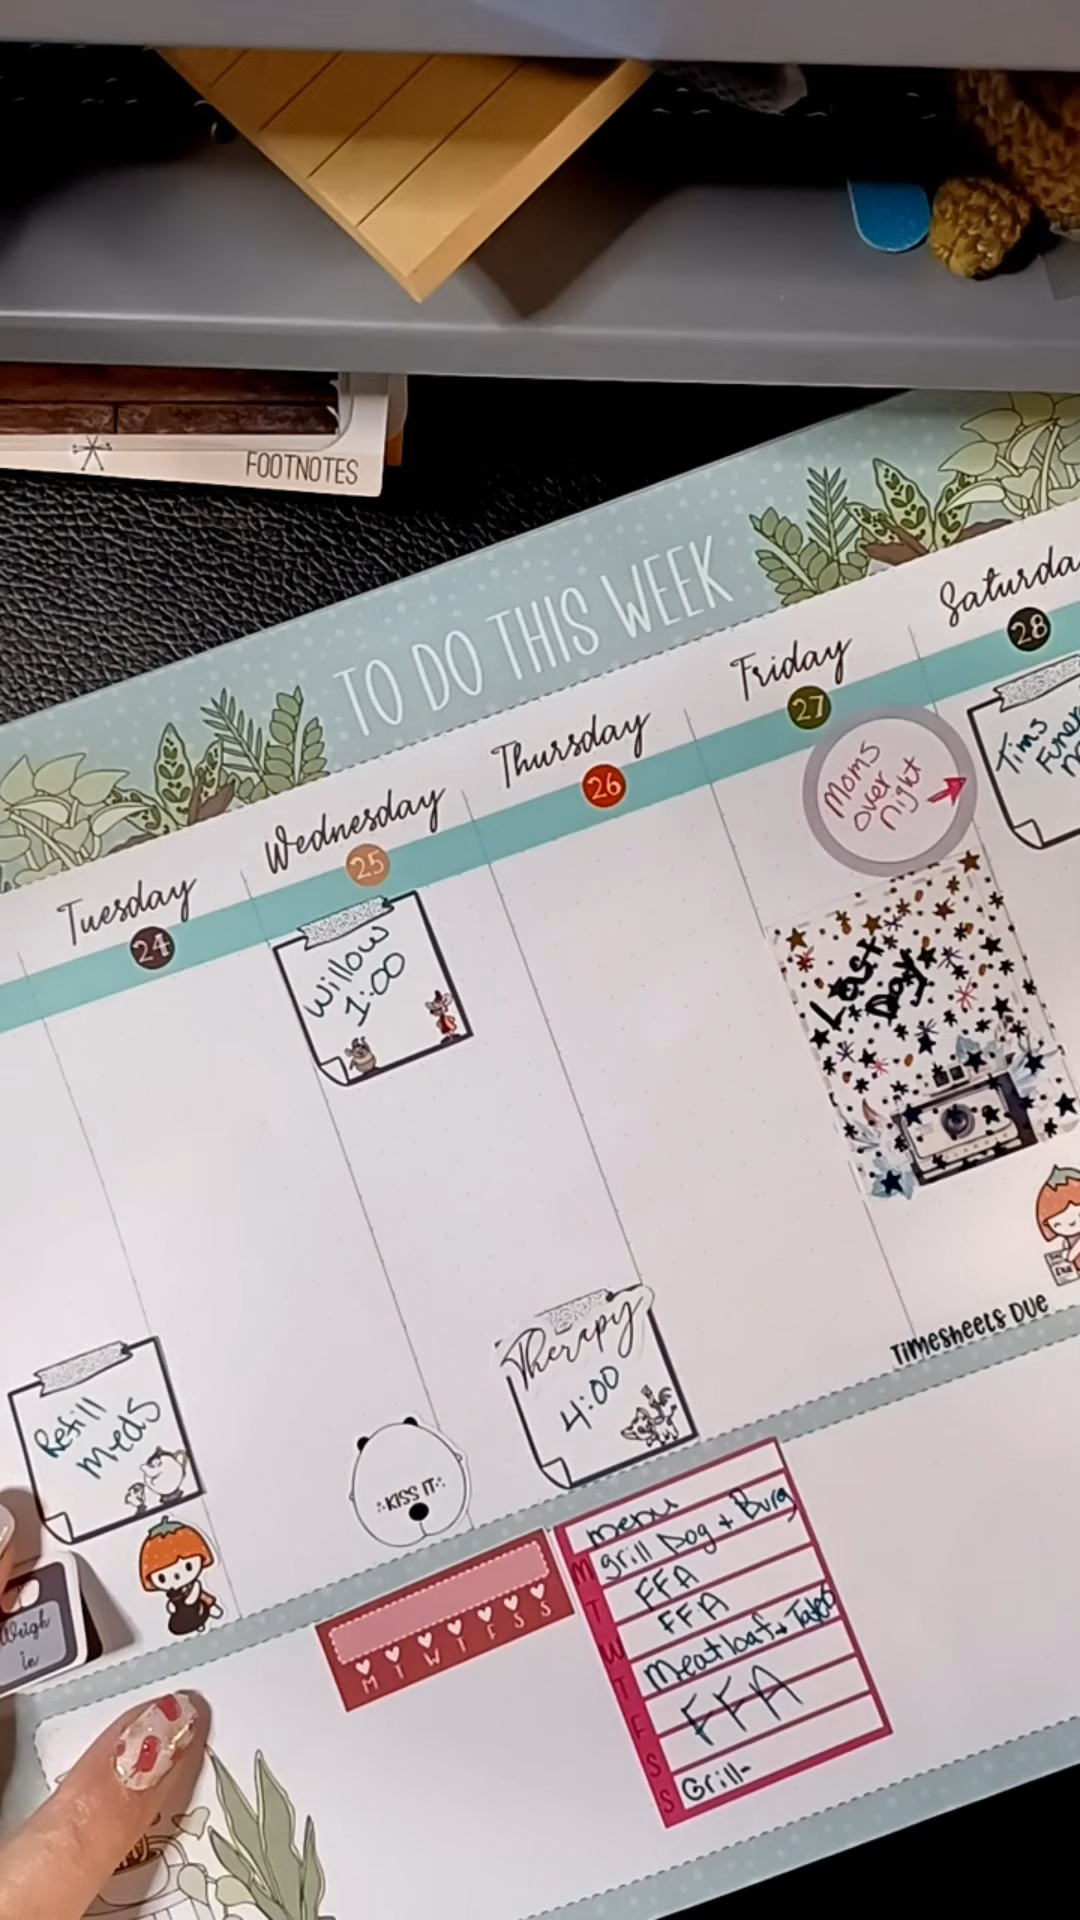 FOOTNOTES
TO DO THIS WEEK
Tuesday
24
Wednesday
25
Thursday
26
Friday
27
28
Willow
1:00
Moms
over
night
Tims
Last
Day
Refill
Meds
KISS IT
Therapy
4:00
TIMESHEETS DUE
Weigh
in
M T W T F S S
menu
M grill Dog + Burg
T FFA
W FFA
T Meatloaf +
F FFA
S
S Grill-